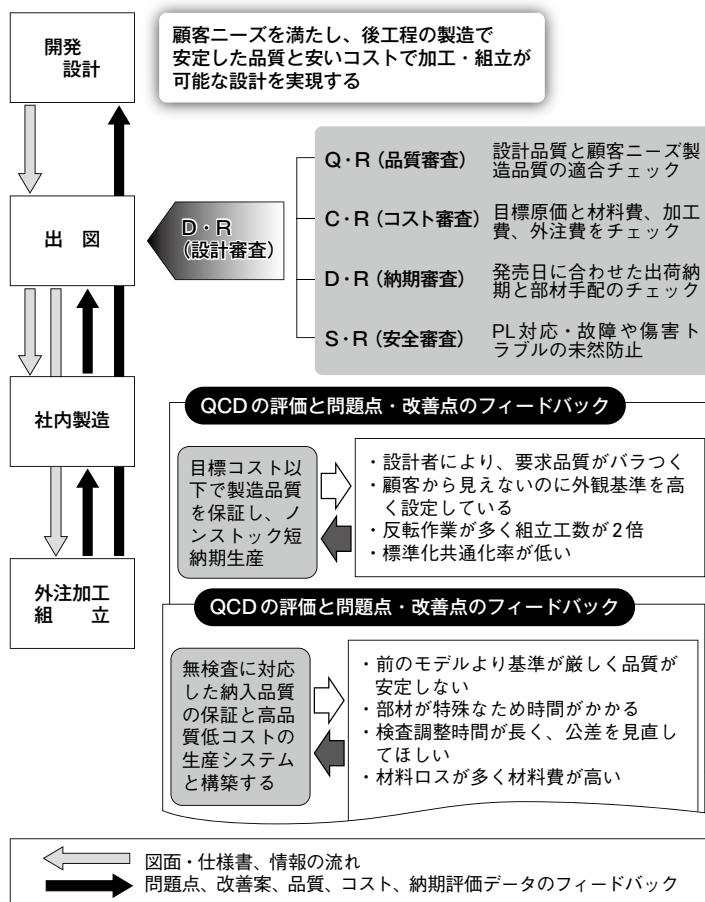 開発
設計
顧客ニーズを満たし、後工程の製造で
安定した品質と安いコストで加工・組立が
可能な設計を実現する
出 図
D・R
(設計審査)
Q・R(品質審査)
設計品質と顧客ニーズ製
造品質の適合チェック
C・R(コスト審査)
目標原価と材料費、加工
費、外注費をチェック
D・R(納期審査)
発売日に合わせた出荷納
期と部材手配のチェック
S・R(安全審査)
PL対応・故障や傷害ト
ラブルの未然防止
社内製造
QCDの評価と問題点・改善点のフィードバック
目標コスト以
下で製造品質
を保証し、ノ
ンストック短
納期生産
・設計者により、要求品質がバラつく
・顧客から見えないのに外観基準を高
く設定している
・反転作業が多く組立工数が2倍
・標準化共通化率が低い
外注加工
組 立
QCDの評価と問題点・改善点のフィードバック
無検査に対応
した納入品質
の保証と高品
質低コストの
生産システム
と構築する
・前のモデルより基準が厳しく品質が
安定しない
・部材が特殊なため時間がかかる
・検査調整時間が長く、公差を見直し
てほしい
・材料ロスが多く材料費が高い
図面・仕様書、情報の流れ
問題点、改善案、品質、コスト、納期評価データのフィードバック